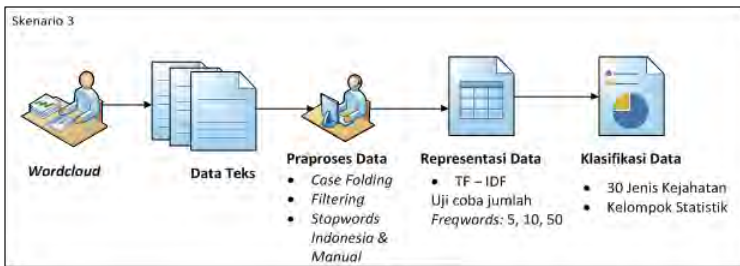 Skenario 3
Wordcloud
Data Teks
Praproses Data
• Case Folding
• Filtering
• Stopwords
Indonesia &
Manual
Representasi Data
• TF – IDF
Uji coba jumlah
Freqwords: 5, 10, 50
Klasifikasi Data
• 30 Jenis Kejahatan
• Kelompok Statistik